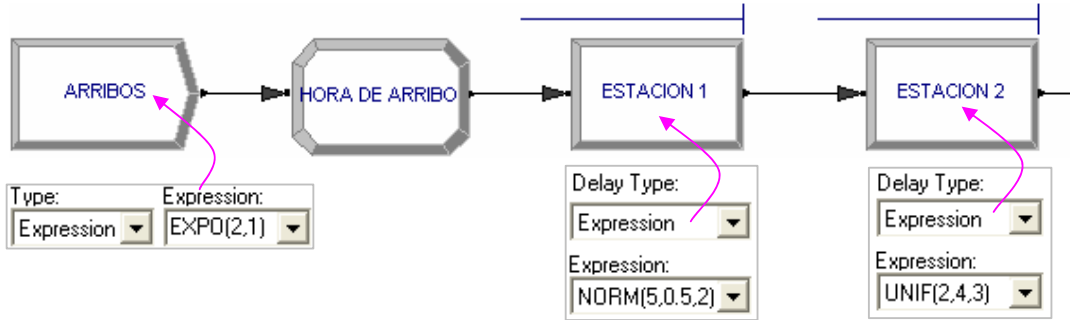 ARRIBOS
HORA DE ARRIBO
ESTACION 1
ESTACION 2
Type:
Expression:
Expression
EXPO(2,1)
Delay Type:
Expression
Expression:
NORM(5,0.5,2)
Delay Type:
Expression
Expression:
UNIF(2,4,3)